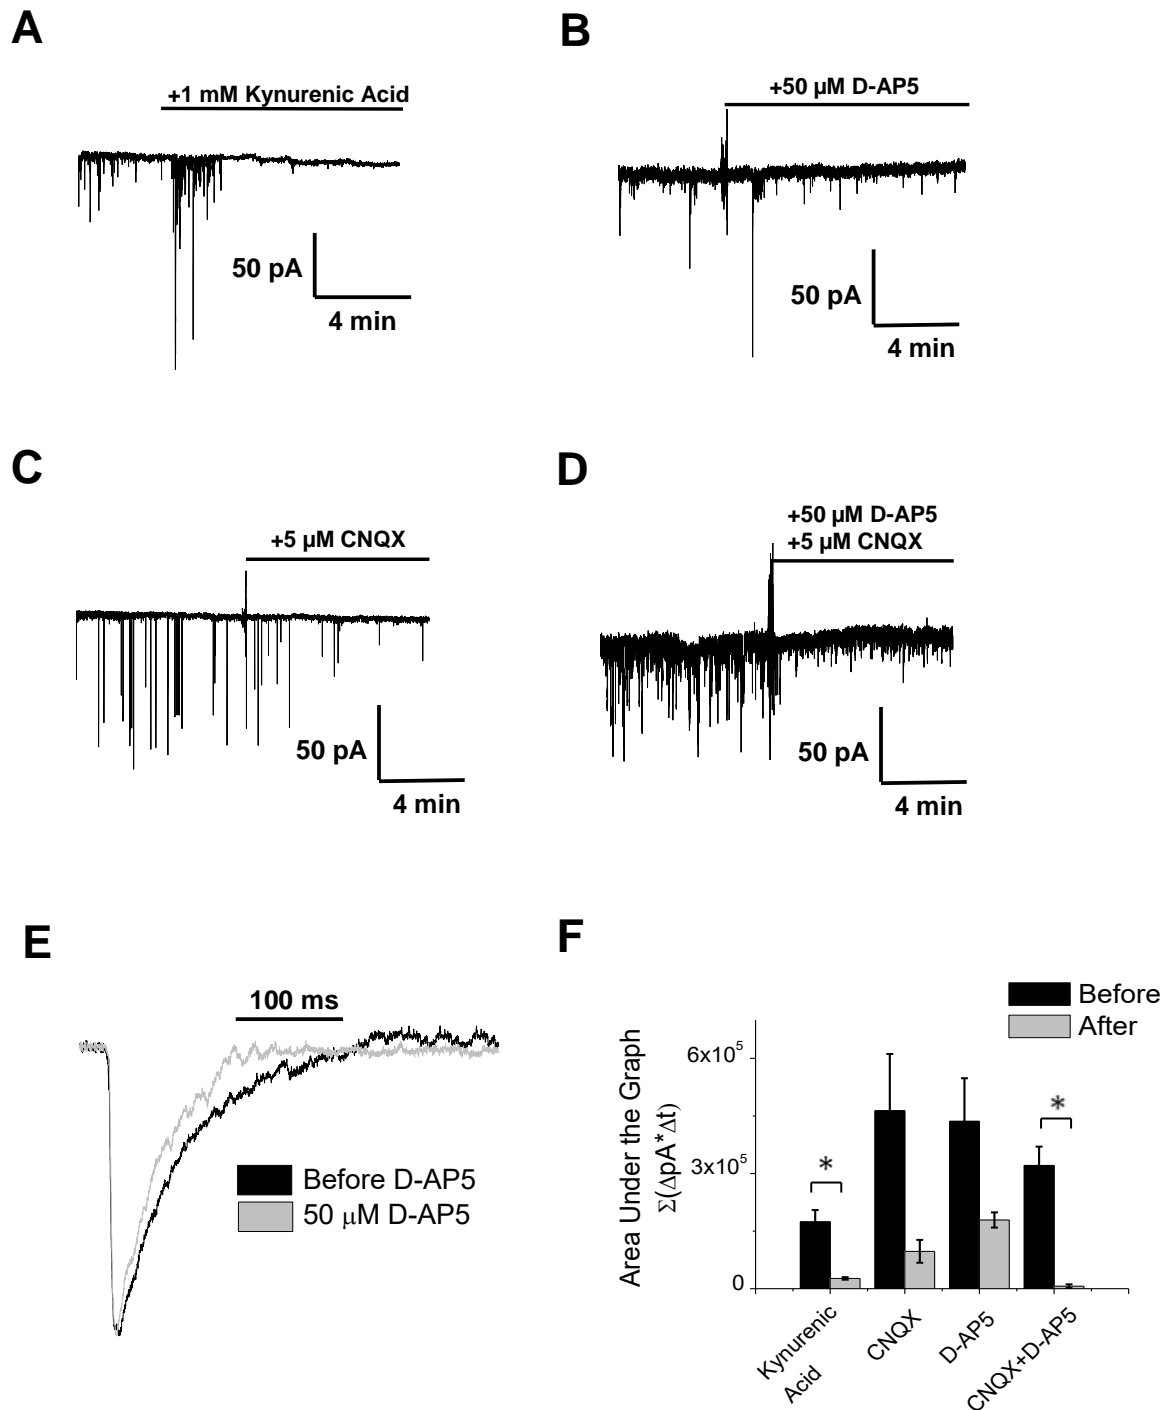 A
+1 mM Kynurenic Acid
50 pA
4 min
B
+50 µM D-AP5
50 pA
4 min
C
+5 µM CNQX
50 pA
4 min
D
+50 µM D-AP5
+5 µM CNQX
50 pA
4 min
E
100 ms
Before D-AP5
50 µM D-AP5
F
Before
After
Area Under the Graph
Σ(ΔpA*Δt)
6x10⁵
3x10⁵
0
*
*
Kynurenic
Acid
CNQX
D-AP5
CNQX+D-AP5